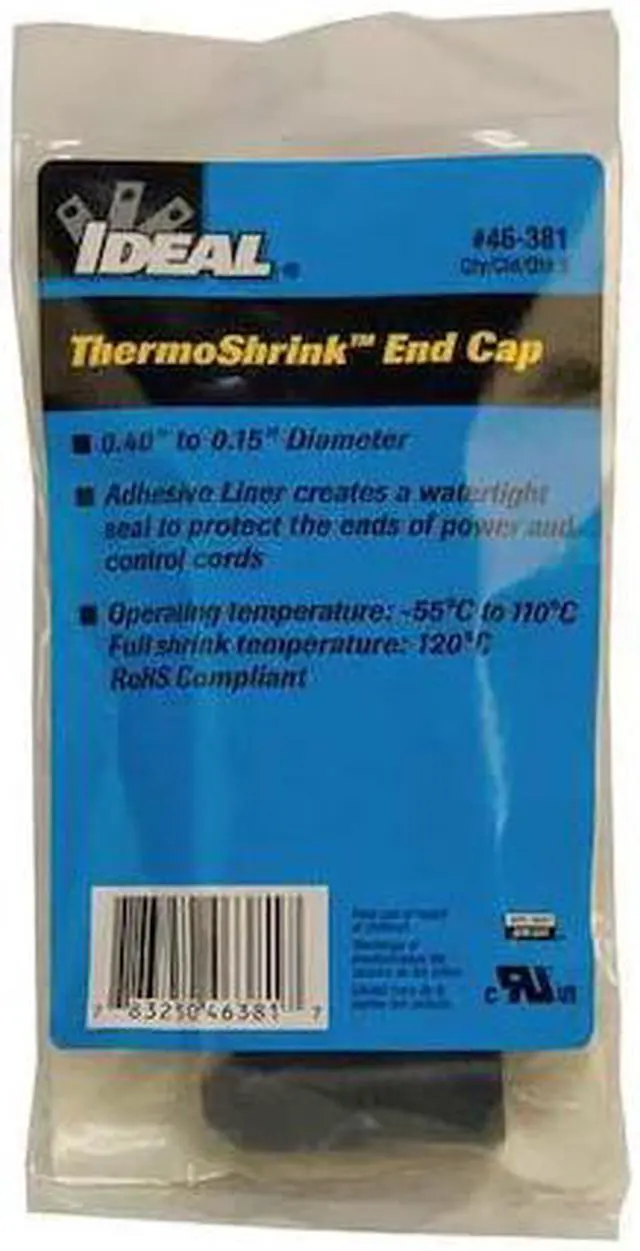 IDEAL
#46-381
ThermoShrink™ End Cap
■ 0.40" to 0.15" Diameter
■ Adhesive Liner creates a watertight
seal to protect the ends of power and
control cords
■ Operating temperature: -55°C to 110°C
Full shrink temperature: 120°C
RoHS Compliant
7 83250 46381 7
c RU us